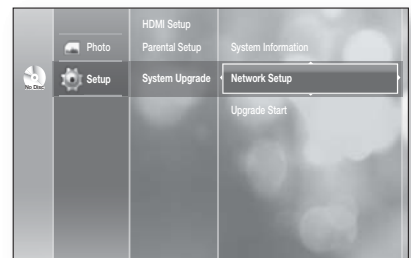 HDMI Setup
Photo
Parental Setup
System Information
No Disc
Setup
System Upgrade
Network Setup
Upgrade Start